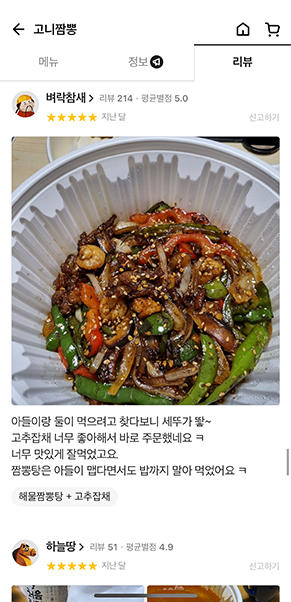 고니짬뽕
메뉴
정보
리뷰
벼락참새
리뷰 214 · 평균별점 5.0
★★★★★ 지난 달
신고하기
아들이랑 둘이 먹으려고 찾다보니 세뚜가 뙇~
고추잡채 너무 좋아해서 바로 주문했네요 ㅋ
너무 맛있게 잘먹었고요.
짬뽕탕은 아들이 맵다면서도 밥까지 말아 먹었어요 ㅋ
해물짬뽕탕 + 고추잡채
하늘땅
리뷰 51 · 평균별점 4.9
★★★★★ 지난 달
신고하기